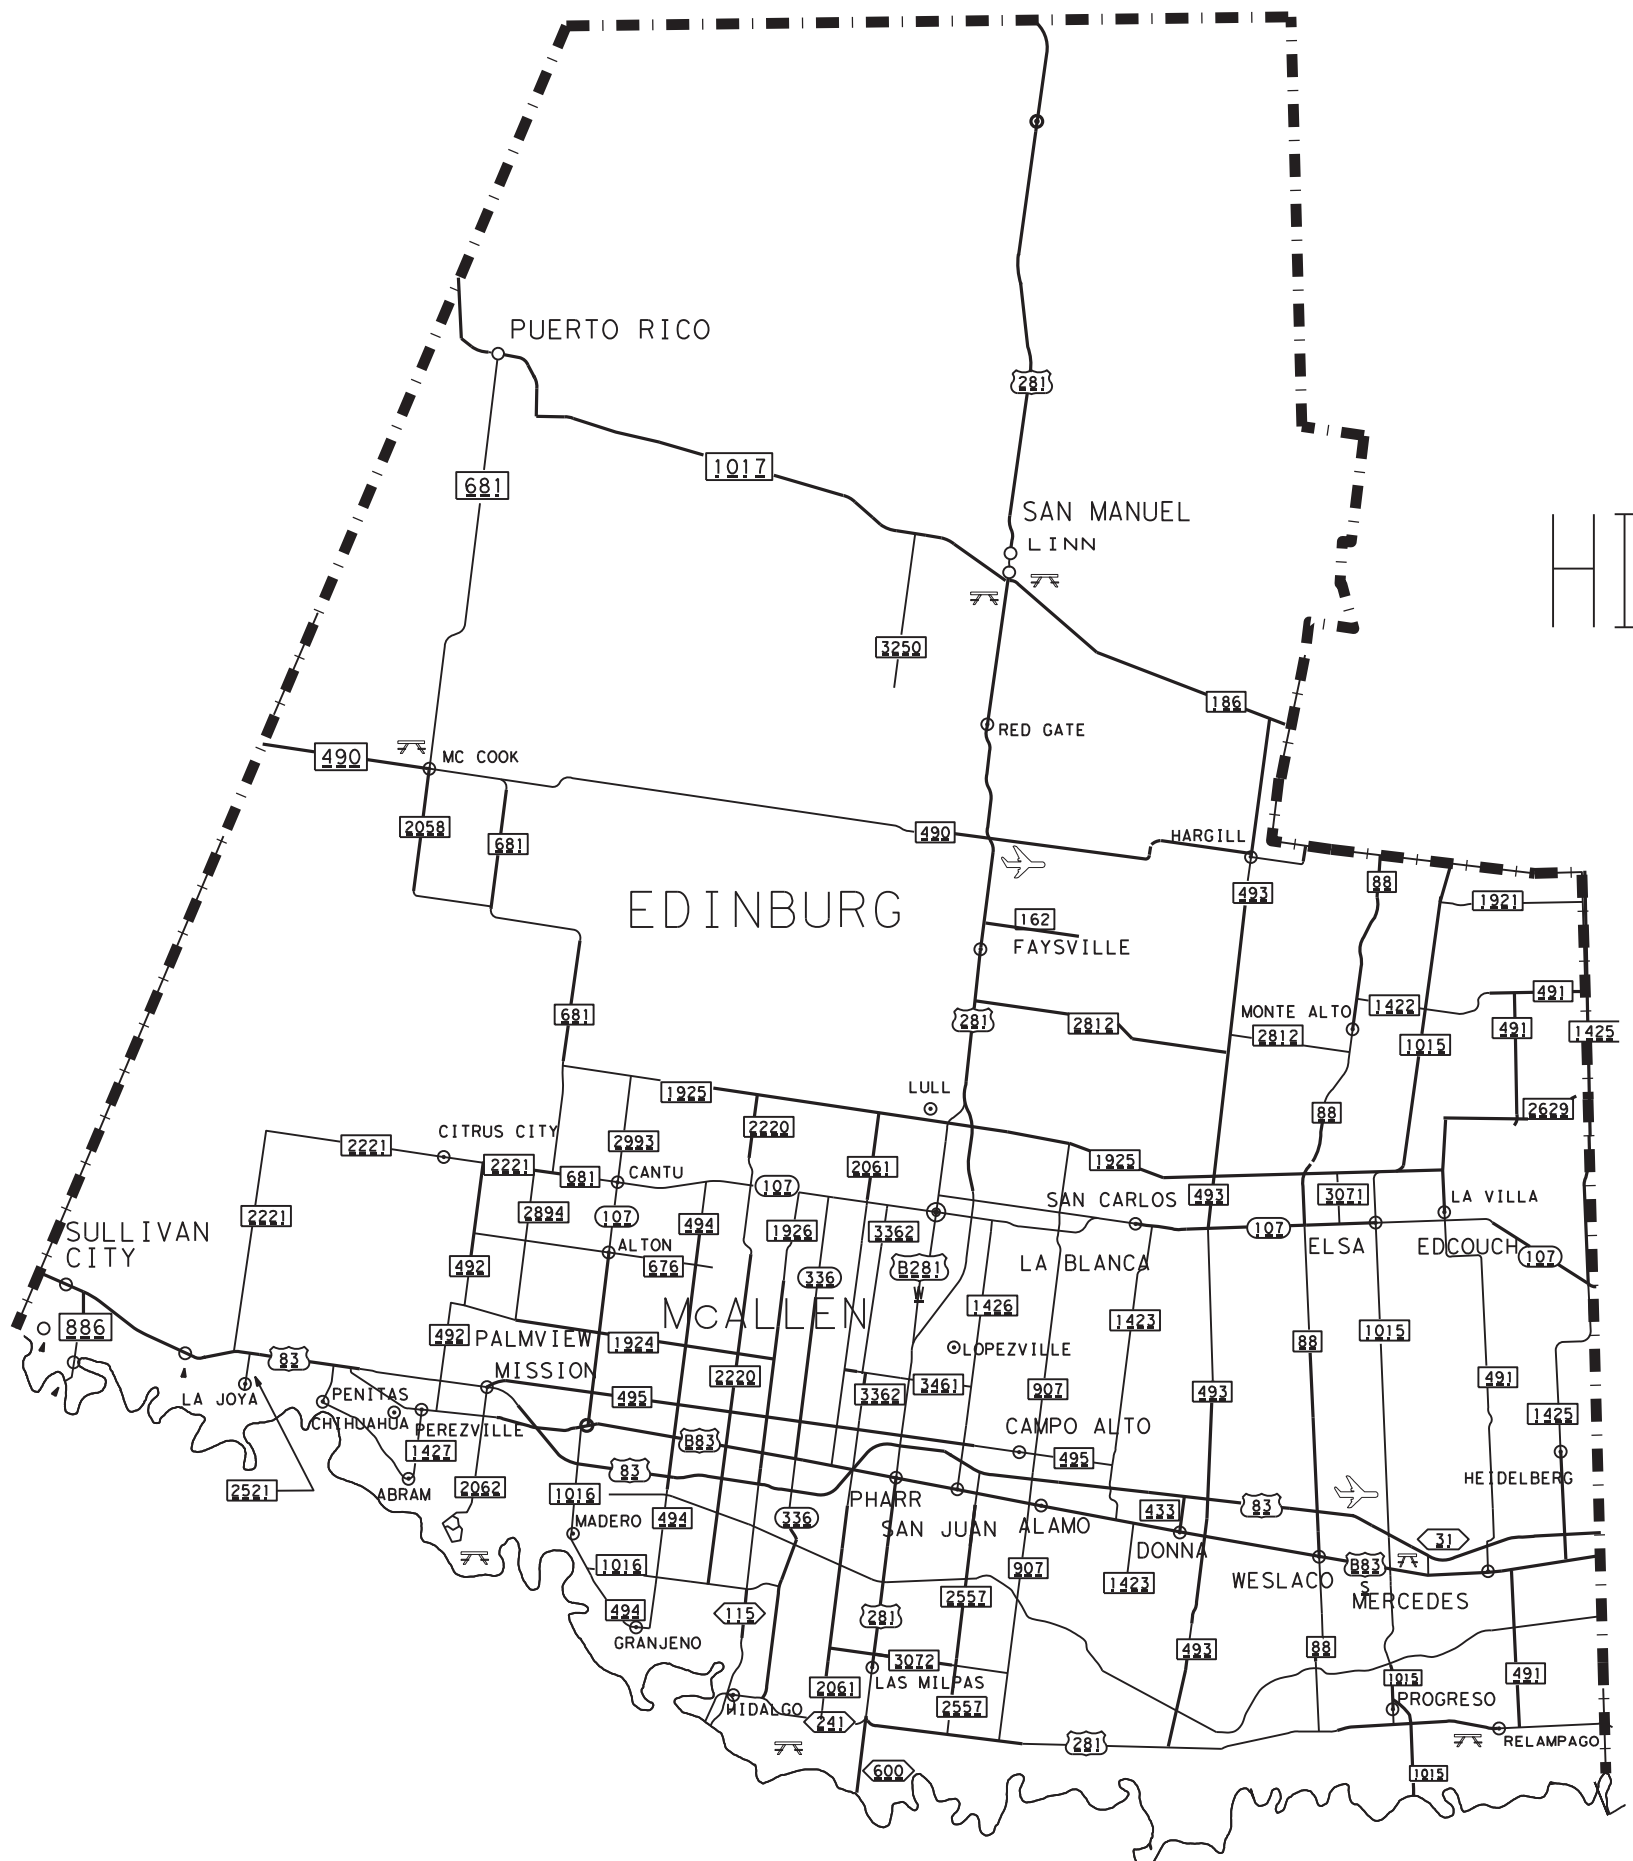 281
PUERTO RICO
1017
681
SAN MANUEL
LINN
HI
3250
186
RED GATE
490
MC COOK
2058
681
490
HARGILL
493
88
1921
EDINBURG
162
FAYSVILLE
491
681
281
2812
MONTE ALTO
1422
491
1425
2812
1015
LULL
1925
88
2629
CITRUS CITY
2221
2993
2220
2221
681
CANTU
107
2061
1925
493
3071
LA VILLA
SAN CARLOS
2221
2894
107
494
1926
3362
107
SULLIVAN
CITY
ALTON
676
492
336
B281
W
LA BLANCA
ELSA
EDCOUCH
107
886
492
PALMVIEW
1924
McALLEN
1426
1423
88
1015
83
MISSION
LOPEZVILLE
2220
3362
3461
907
493
491
LA JOYA
PENITAS
495
CHIHUAHUA
PEREZVILLE
CAMPO ALTO
1425
1427
B83
495
2521
ABRAM
2062
83
1016
PHARR
HEIDELBERG
MADERO
494
336
SAN JUAN
ALAMO
433
83
DONNA
31
1016
907
1423
WESLACO
B83
S
MERCEDES
494
115
281
2557
GRANJENO
3072
493
88
491
2061
LAS MILPAS
1015
HIDALGO
241
2557
PROGRESO
281
RELAMPAGO
600
1015